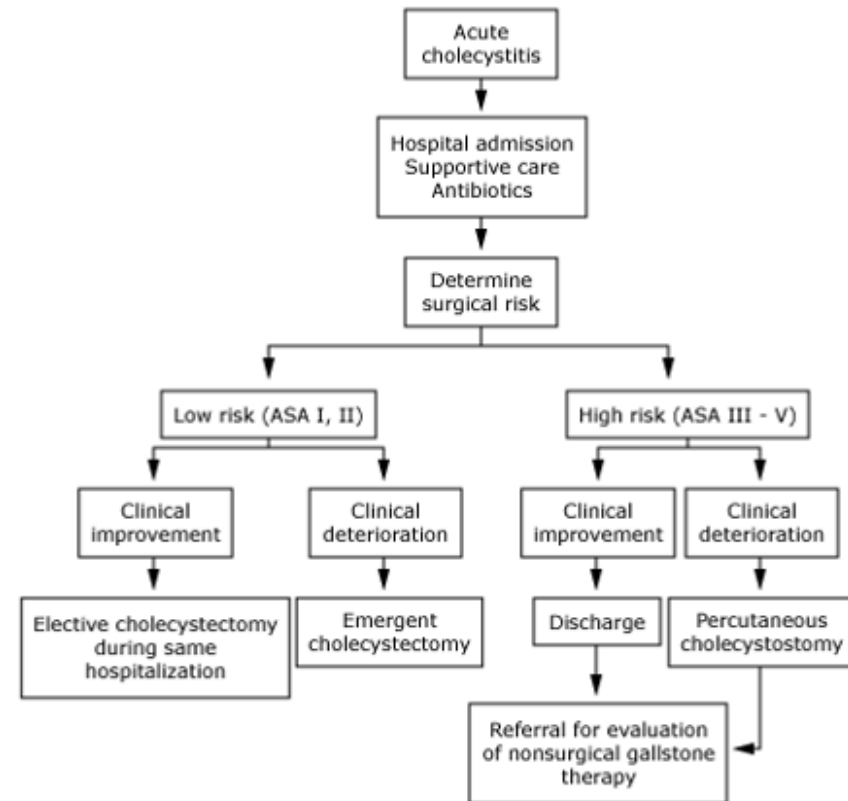 Acute
cholecystitis
Hospital admission
Supportive care
Antibiotics
Determine
surgical risk
Low risk (ASA I, II)
High risk (ASA III - V)
Clinical
improvement
Clinical
deterioration
Clinical
improvement
Clinical
deterioration
Elective cholecystectomy
during same
hospitalization
Emergent
cholecystectomy
Discharge
Percutaneous
cholecystostomy
Referral for evaluation
of nonsurgical gallstone
therapy